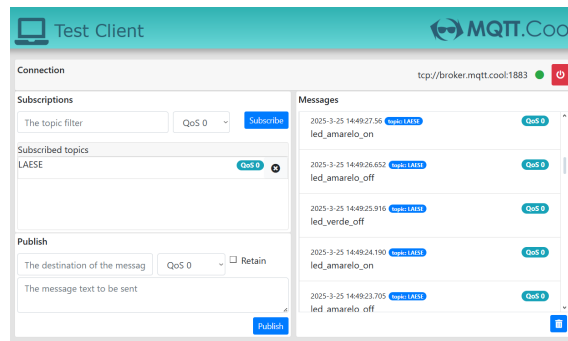 Test Client
MQTT.Coo
Connection
tcp://broker.mqtt.cool:1883
Subscriptions
The topic filter
QoS 0
Subscribe
Subscribed topics
LAESE
QoS 0
Publish
The destination of the messag
QoS 0
Retain
The message text to be sent
Publish
Messages
2025-3-25 14:49:27.56 topic: LAESE QoS 0
led_amarelo_on
2025-3-25 14:49:26.652 topic: LAESE QoS 0
led_amarelo_off
2025-3-25 14:49:25.916 topic: LAESE QoS 0
led_verde_off
2025-3-25 14:49:24.190 topic: LAESE QoS 0
led_amarelo_on
2025-3-25 14:49:23.705 topic: LAESE QoS 0
led_amarelo_off